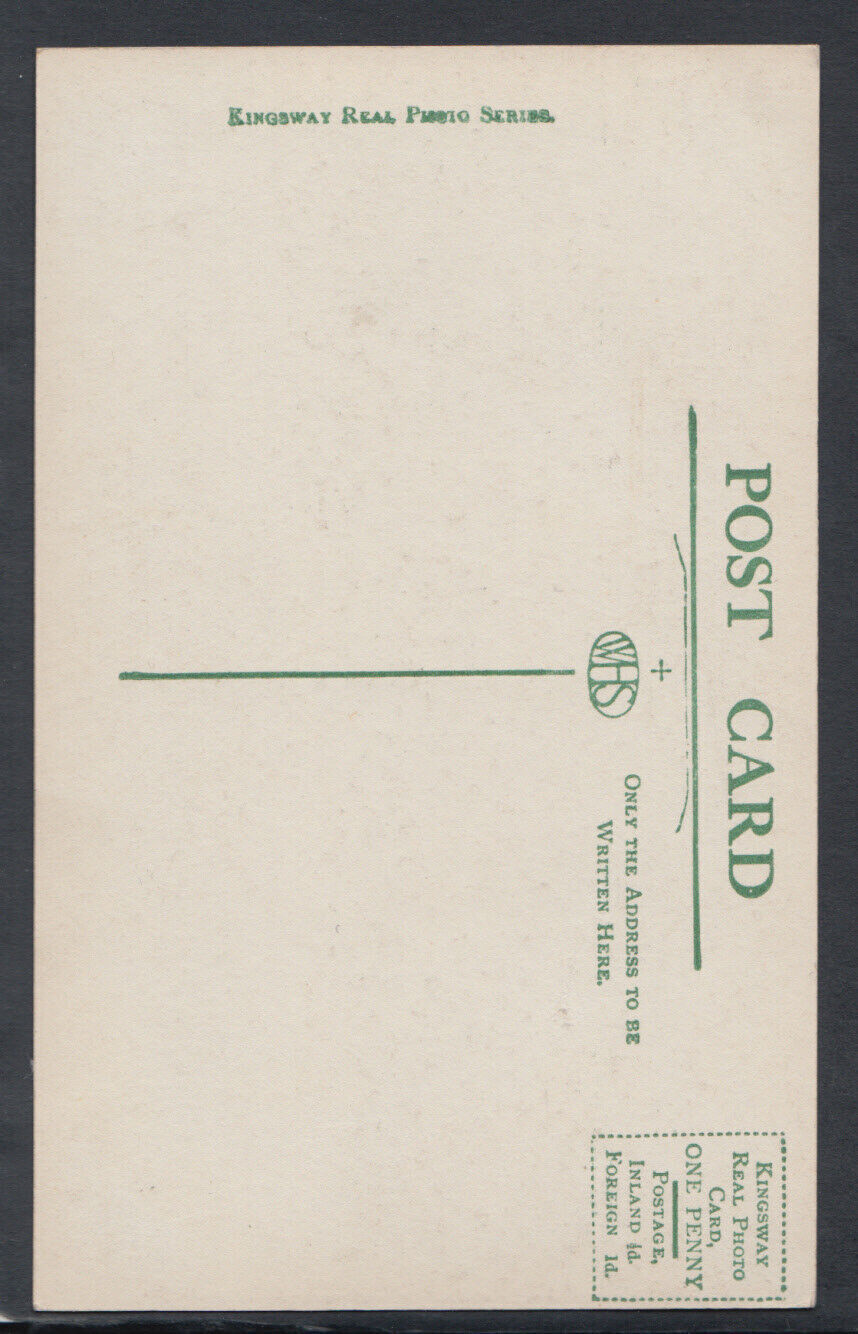 Kingsway Real Photo Series.
POST CARD
WHS
Only the Address to be
Written Here.
Kingsway
Real Photo
Card,
ONE PENNY
Postage,
Inland ½d.
Foreign 1d.